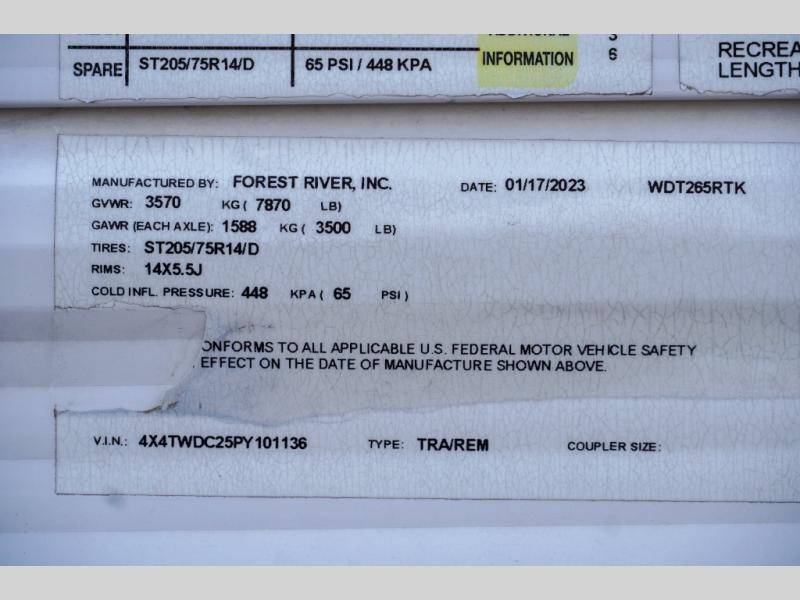 SPARE ST205/75R14/D 65 PSI / 448 KPA INFORMATION 6
RECREA
LENGTH
MANUFACTURED BY: FOREST RIVER, INC. DATE: 01/17/2023 WDT265RTK
GVWR: 3570 KG ( 7870 LB)
GAWR (EACH AXLE): 1588 KG ( 3500 LB)
TIRES: ST205/75R14/D
RIMS: 14X5.5J
COLD INFL. PRESSURE: 448 KPA ( 65 PSI )
ONFORMS TO ALL APPLICABLE U.S. FEDERAL MOTOR VEHICLE SAFETY
EFFECT ON THE DATE OF MANUFACTURE SHOWN ABOVE.
V.I.N.: 4X4TWDC25PY101136 TYPE: TRA/REM COUPLER SIZE: